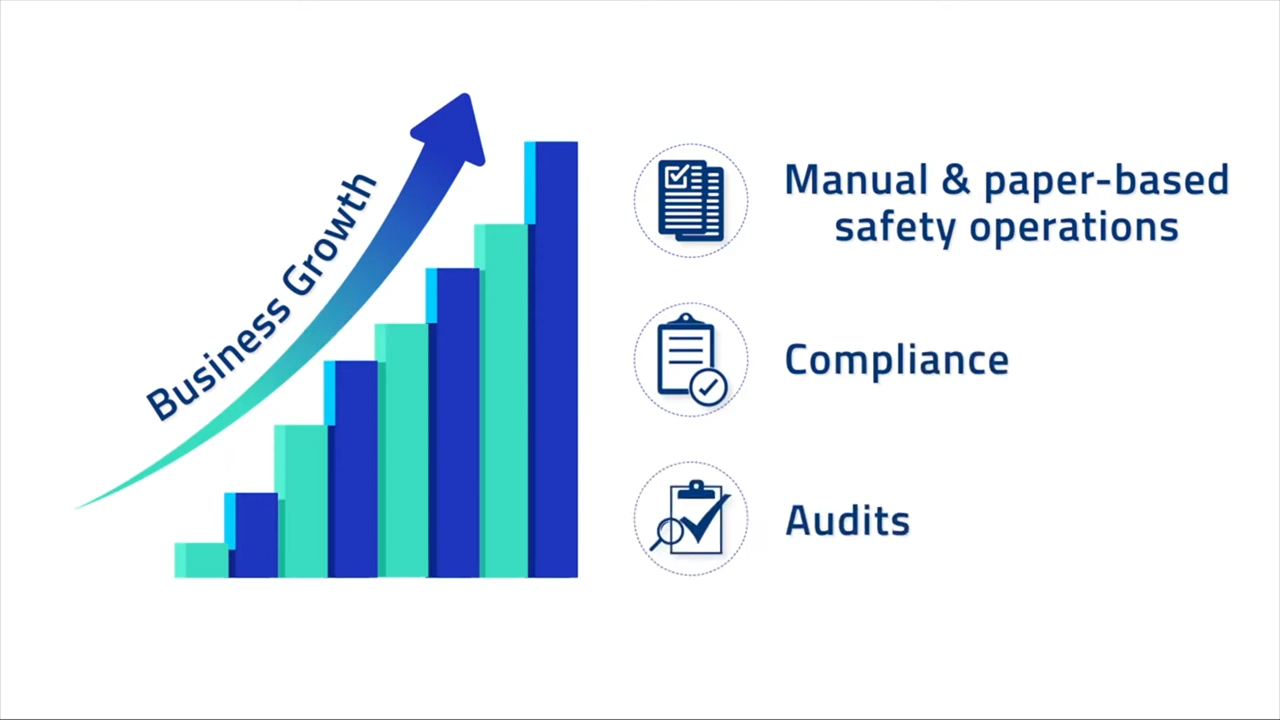 Business Growth
Manual & paper-based
safety operations
Compliance
Audits